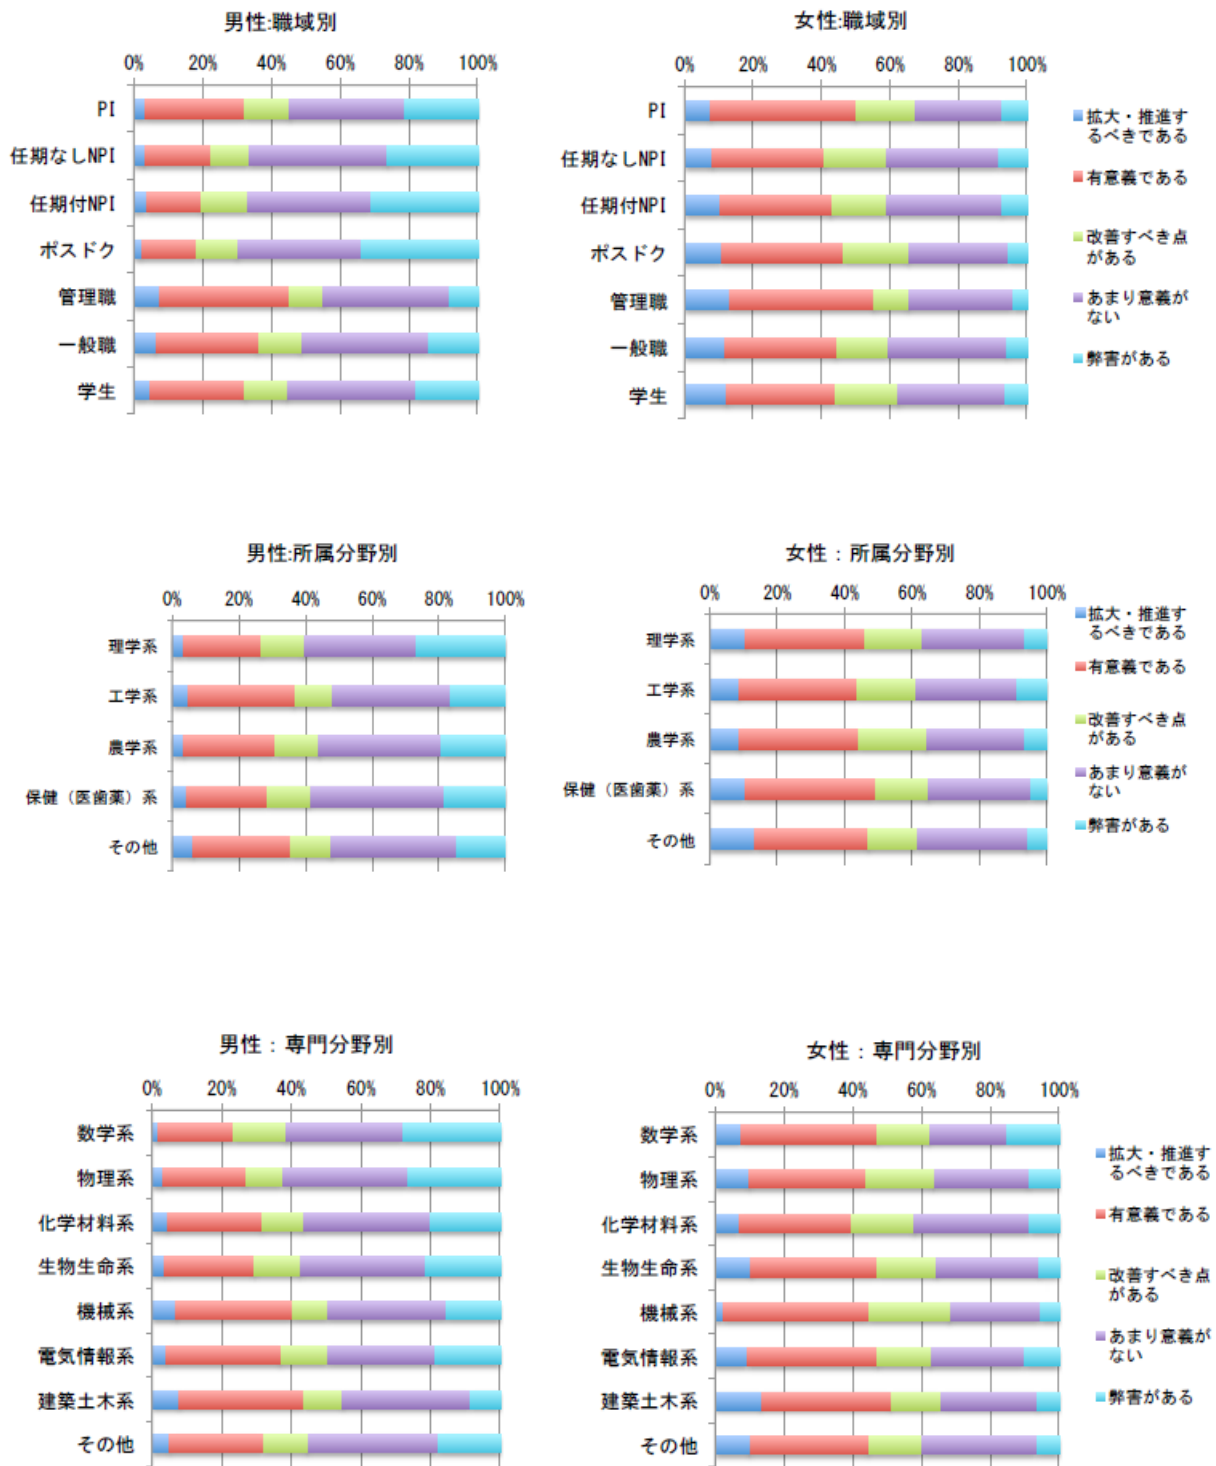 男性:職域別
0% 20% 40% 60% 80% 100%
PI
任期なしNPI
任期付NPI
ポスドク
管理職
一般職
学生
女性:職域別
0% 20% 40% 60% 80% 100%
PI
任期なしNPI
任期付NPI
ポスドク
管理職
一般職
学生
拡大・推進す
るべきである
有意義である
改善すべき点
がある
あまり意義が
ない
弊害がある
男性:所属分野別
0% 20% 40% 60% 80% 100%
理学系
工学系
農学系
保健（医歯薬）系
その他
女性：所属分野別
0% 20% 40% 60% 80% 100%
理学系
工学系
農学系
保健（医歯薬）系
その他
拡大・推進す
るべきである
有意義である
改善すべき点
がある
あまり意義が
ない
弊害がある
男性：専門分野別
0% 20% 40% 60% 80% 100%
数学系
物理系
化学材料系
生物生命系
機械系
電気情報系
建築土木系
その他
女性：専門分野別
0% 20% 40% 60% 80% 100%
数学系
物理系
化学材料系
生物生命系
機械系
電気情報系
建築土木系
その他
拡大・推進す
るべきである
有意義である
改善すべき点
がある
あまり意義が
ない
弊害がある